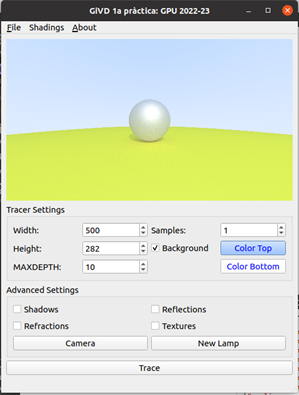 GiVD 1a pràctica: GPU 2022-23
File Shadings About
Tracer Settings
Width: 500 Samples: 1
Height: 282 Background Color Top
MAXDEPTH: 10 Color Bottom
Advanced Settings
Shadows Reflections
Refractions Textures
Camera New Lamp
Trace